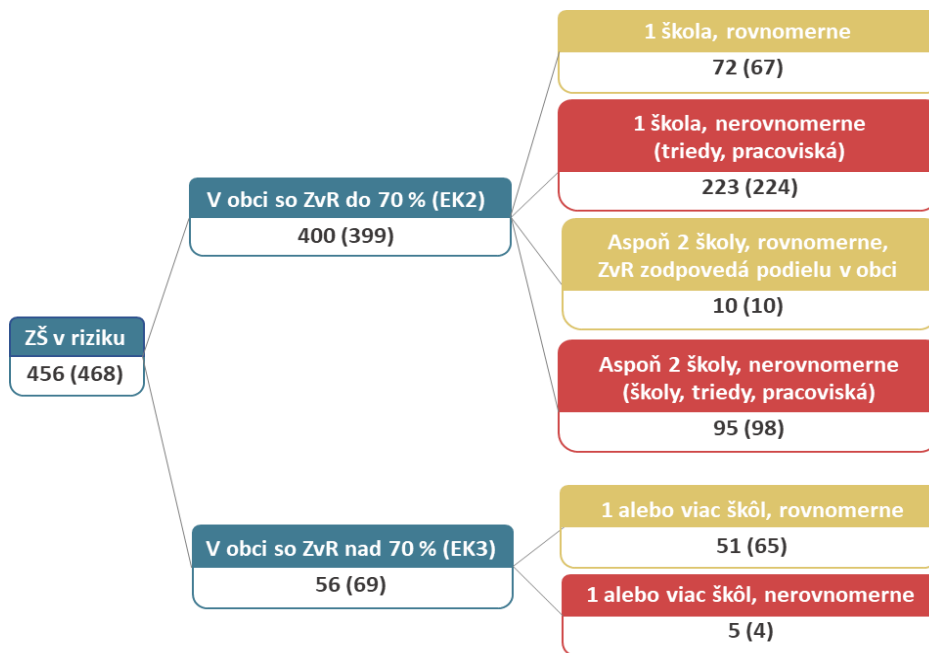 1 škola, rovnomerne
72 (67)
1 škola, nerovnomerne
(triedy, pracoviská)
223 (224)
V obci so ZvR do 70 % (EK2)
400 (399)
Aspoň 2 školy, rovnomerne,
ZvR zodpovedá podielu v obci
10 (10)
ZŠ v riziku
456 (468)
Aspoň 2 školy, nerovnomerne
(školy, triedy, pracoviská)
95 (98)
1 alebo viac škôl, rovnomerne
51 (65)
V obci so ZvR nad 70 % (EK3)
56 (69)
1 alebo viac škôl, nerovnomerne
5 (4)